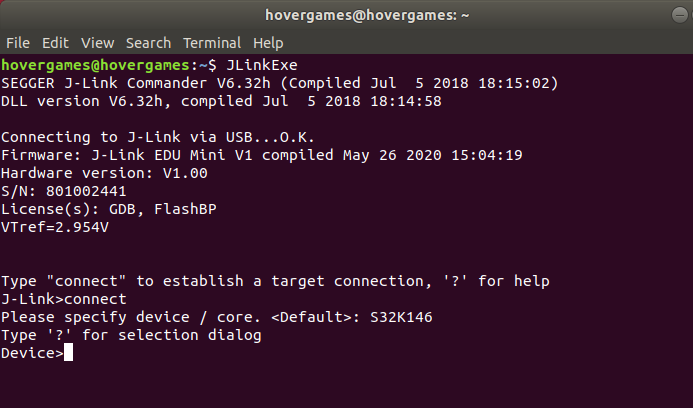 hovergames@hovergames: ~
File Edit View Search Terminal Help
hovergames@hovergames:~$ JLinkExe
SEGGER J-Link Commander V6.32h (Compiled Jul  5 2018 18:15:02)
DLL version V6.32h, compiled Jul  5 2018 18:14:58
Connecting to J-Link via USB...O.K.
Firmware: J-Link EDU Mini V1 compiled May 26 2020 15:04:19
Hardware version: V1.00
S/N: 801002441
License(s): GDB, FlashBP
VTref=2.954V
Type "connect" to establish a target connection, '?' for help
J-Link>connect
Please specify device / core. <Default>: S32K146
Type '?' for selection dialog
Device>